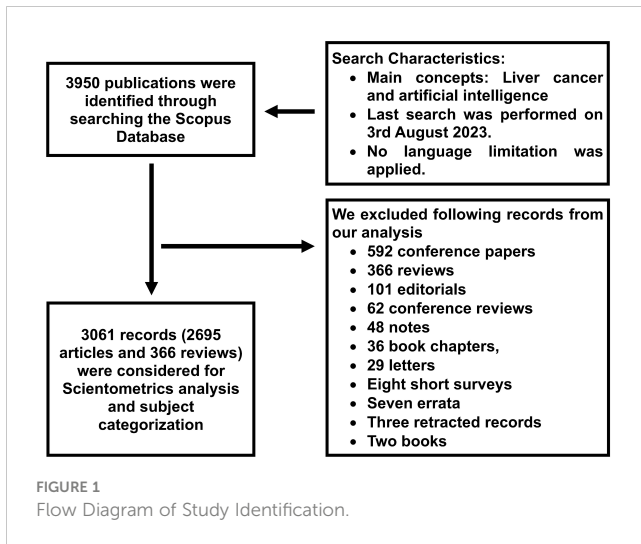 3950 publications were
identified through
searching the Scopus
Database
Search Characteristics:
• Main concepts: Liver cancer
and artificial intelligence
• Last search was performed on
3rd August 2023.
• No language limitation was
applied.
We excluded following records from
our analysis
• 592 conference papers
• 366 reviews
• 101 editorials
• 62 conference reviews
• 48 notes
• 36 book chapters,
• 29 letters
• Eight short surveys
• Seven errata
• Three retracted records
• Two books
3061 records (2695
articles and 366 reviews)
were considered for
Scientometrics analysis
and subject
categorization
FIGURE 1
Flow Diagram of Study Identification.